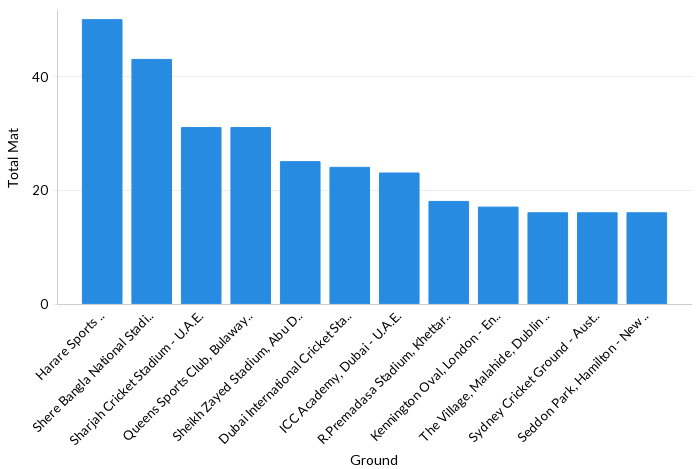 Total Mat
40
20
0
Harare Sports ..
Shere Bangla National Stadi..
Sharjah Cricket Stadium - U.A.E.
Queens Sports Club, Bulaway..
Sheikh Zayed Stadium, Abu D..
Dubai International Cricket Sta..
ICC Academy, Dubai - U.A.E.
R.Premadasa Stadium, Khettar..
Kennington Oval, London - En..
The Village, Malahide, Dublin ..
Sydney Cricket Ground - Aust..
Seddon Park, Hamilton - New ..
Ground